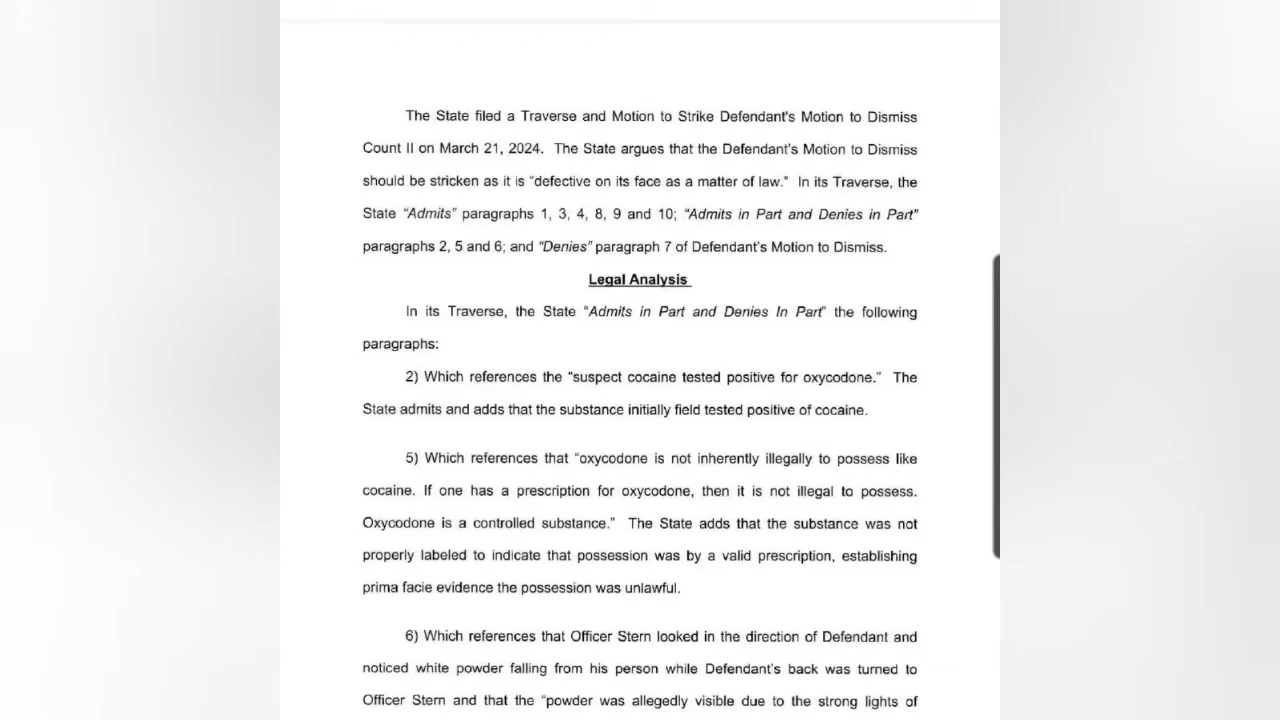 The State filed a Traverse and Motion to Strike Defendant's Motion to Dismiss
Count II on March 21, 2024.  The State argues that the Defendant's Motion to Dismiss
should be stricken as it is "defective on its face as a matter of law."  In its Traverse, the
State "Admits" paragraphs 1, 3, 4, 8, 9 and 10; "Admits in Part and Denies in Part"
paragraphs 2, 5 and 6; and "Denies" paragraph 7 of Defendant's Motion to Dismiss.
Legal Analysis
In its Traverse, the State "Admits in Part and Denies In Part" the following
paragraphs:
2) Which references the "suspect cocaine tested positive for oxycodone."  The
State admits and adds that the substance initially field tested positive of cocaine.
5) Which references that "oxycodone is not inherently illegally to possess like
cocaine. If one has a prescription for oxycodone, then it is not illegal to possess.
Oxycodone is a controlled substance."  The State adds that the substance was not
properly labeled to indicate that possession was by a valid prescription, establishing
prima facie evidence the possession was unlawful.
6) Which references that Officer Stern looked in the direction of Defendant and
noticed white powder falling from his person while Defendant's back was turned to
Officer Stern and that the "powder was allegedly visible due to the strong lights of